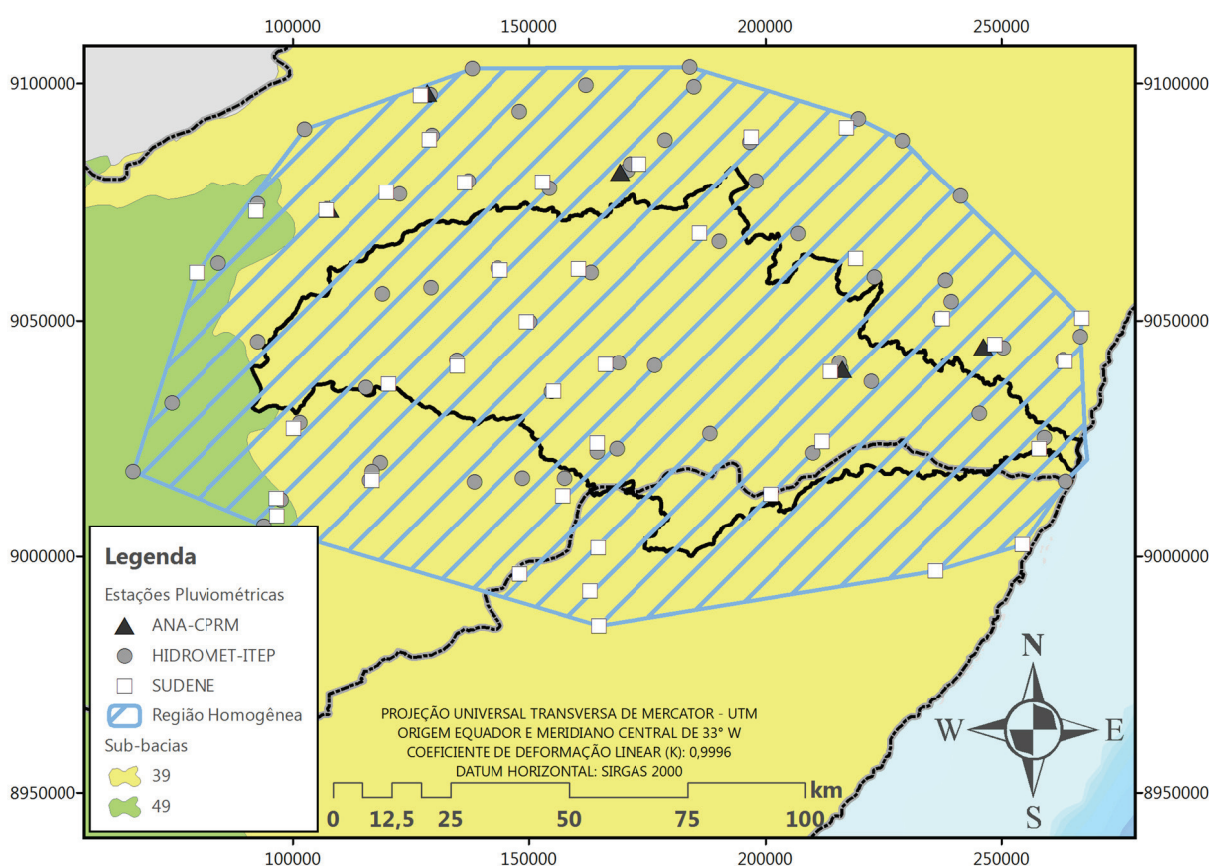 100000 150000 200000 250000
9100000 9100000
9050000 9050000
9000000 9000000
8950000 8950000
Legenda
Estações Pluviométricas
ANA-CPRM
HIDROMET-ITEP
SUDENE
Região Homogênea
Sub-bacias
39
49
PROJEÇÃO UNIVERSAL TRANSVERSA DE MERCATOR - UTM
ORIGEM EQUADOR E MERIDIANO CENTRAL DE 33° W
COEFICIENTE DE DEFORMAÇÃO LINEAR (K): 0,9996
DATUM HORIZONTAL: SIRGAS 2000
km
0 12,5 25 50 75 100
N
W E
S
100000 150000 200000 250000